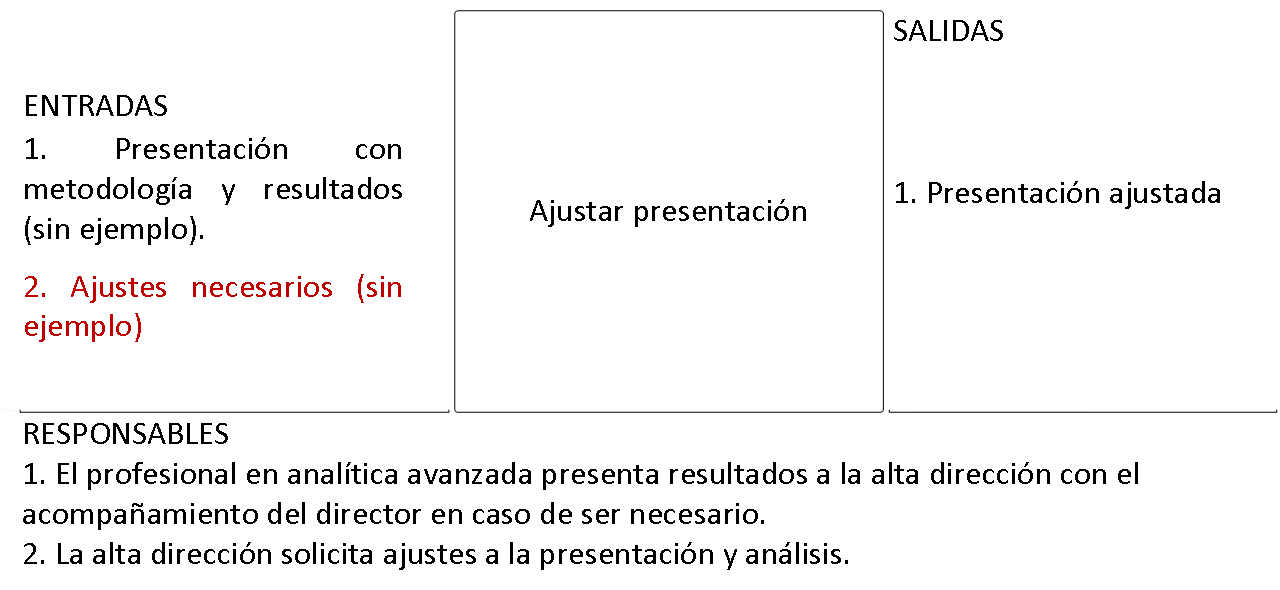 ENTRADAS
1. Presentación con
metodología y resultados
(sin ejemplo).
2. Ajustes necesarios (sin
ejemplo)
Ajustar presentación
SALIDAS
1. Presentación ajustada
RESPONSABLES
1. El profesional en analítica avanzada presenta resultados a la alta dirección con el
acompañamiento del director en caso de ser necesario.
2. La alta dirección solicita ajustes a la presentación y análisis.